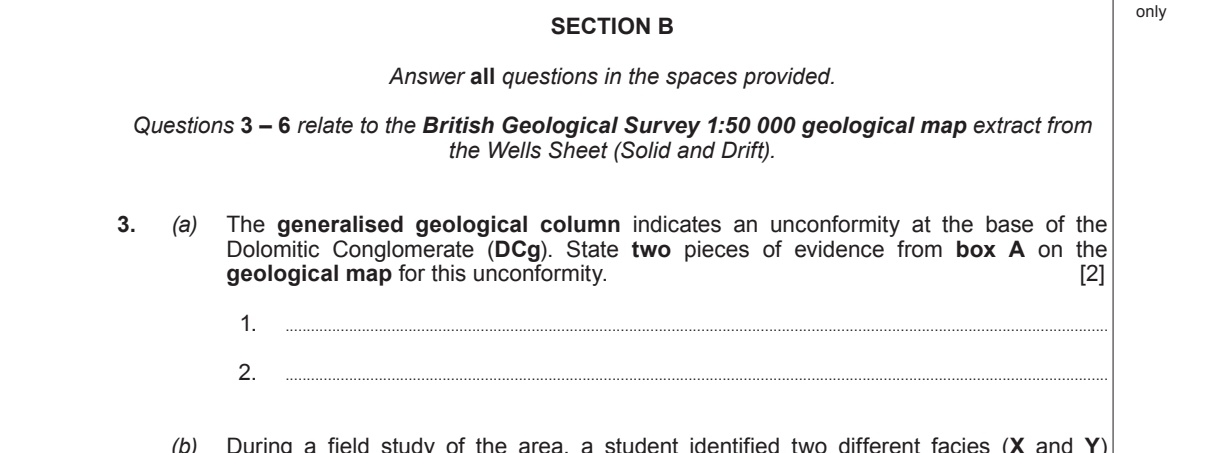 only
SECTION B
Answer all questions in the spaces provided.
Questions 3 – 6 relate to the British Geological Survey 1:50 000 geological map extract from
the Wells Sheet (Solid and Drift).
3. (a) The generalised geological column indicates an unconformity at the base of the
Dolomitic Conglomerate (DCg). State two pieces of evidence from box A on the
geological map for this unconformity. [2]
1.
2.
(b) During a field study of the area, a student identified two different facies (X and Y)